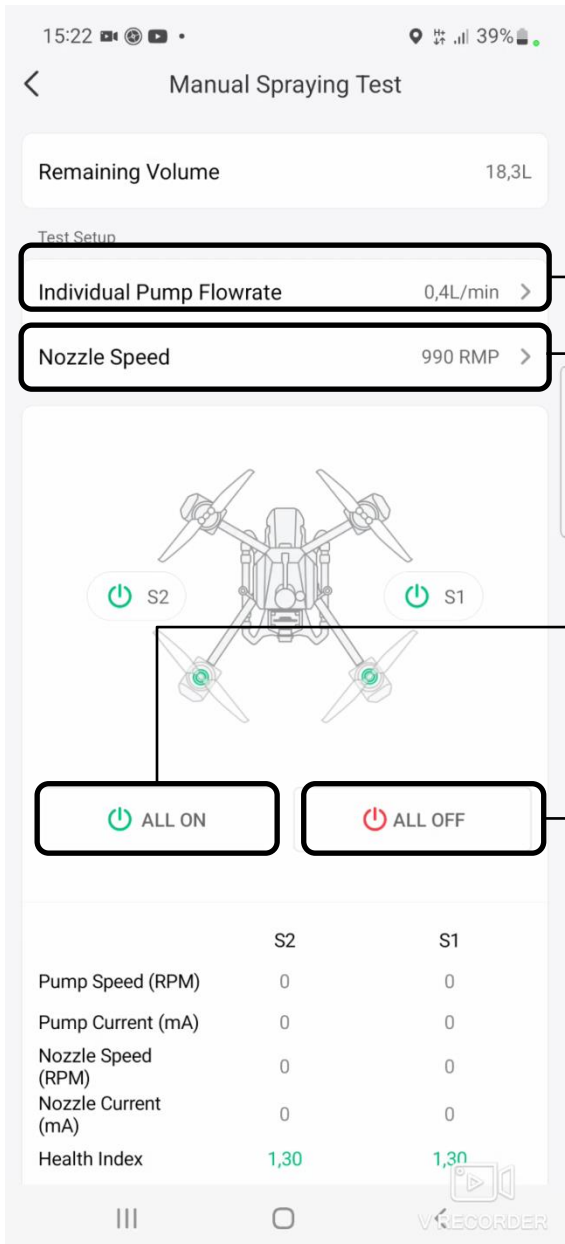 15:22
39%
Manual Spraying Test
Remaining Volume 18,3L
Test Setup
Individual Pump Flowrate 0,4L/min
Nozzle Speed 990 RMP
S2 S1
ALL ON ALL OFF
S2 S1
Pump Speed (RPM) 0 0
Pump Current (mA) 0 0
Nozzle Speed
(RPM) 0 0
Nozzle Current
(mA) 0 0
Health Index 1,30 1,30
V RECORDER